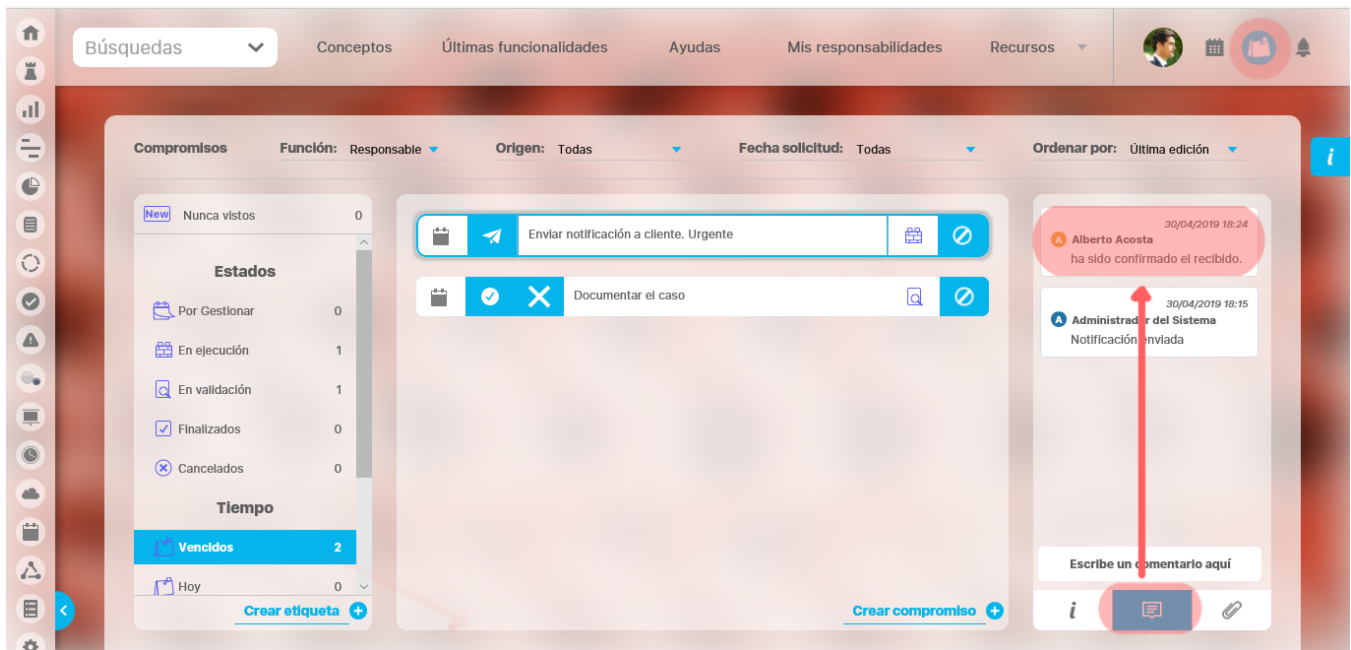 Búsquedas
Conceptos
Últimas funcionalidades
Ayudas
Mis responsabilidades
Recursos
Compromisos
Función: Responsable
Origen: Todas
Fecha solicitud: Todas
Ordenar por: Última edición
New Nunca vistos 0
Estados
Por Gestionar 0
En ejecución 1
En validación 1
Finalizados 0
Cancelados 0
Tiempo
Vencidos 2
Hoy 0
Crear etiqueta
Enviar notificación a cliente. Urgente
Documentar el caso
Crear compromiso
30/04/2019 18:24
A Alberto Acosta
ha sido confirmado el recibido.
30/04/2019 18:15
A Administrador del Sistema
Notificación enviada
Escribe un comentario aquí
i
i